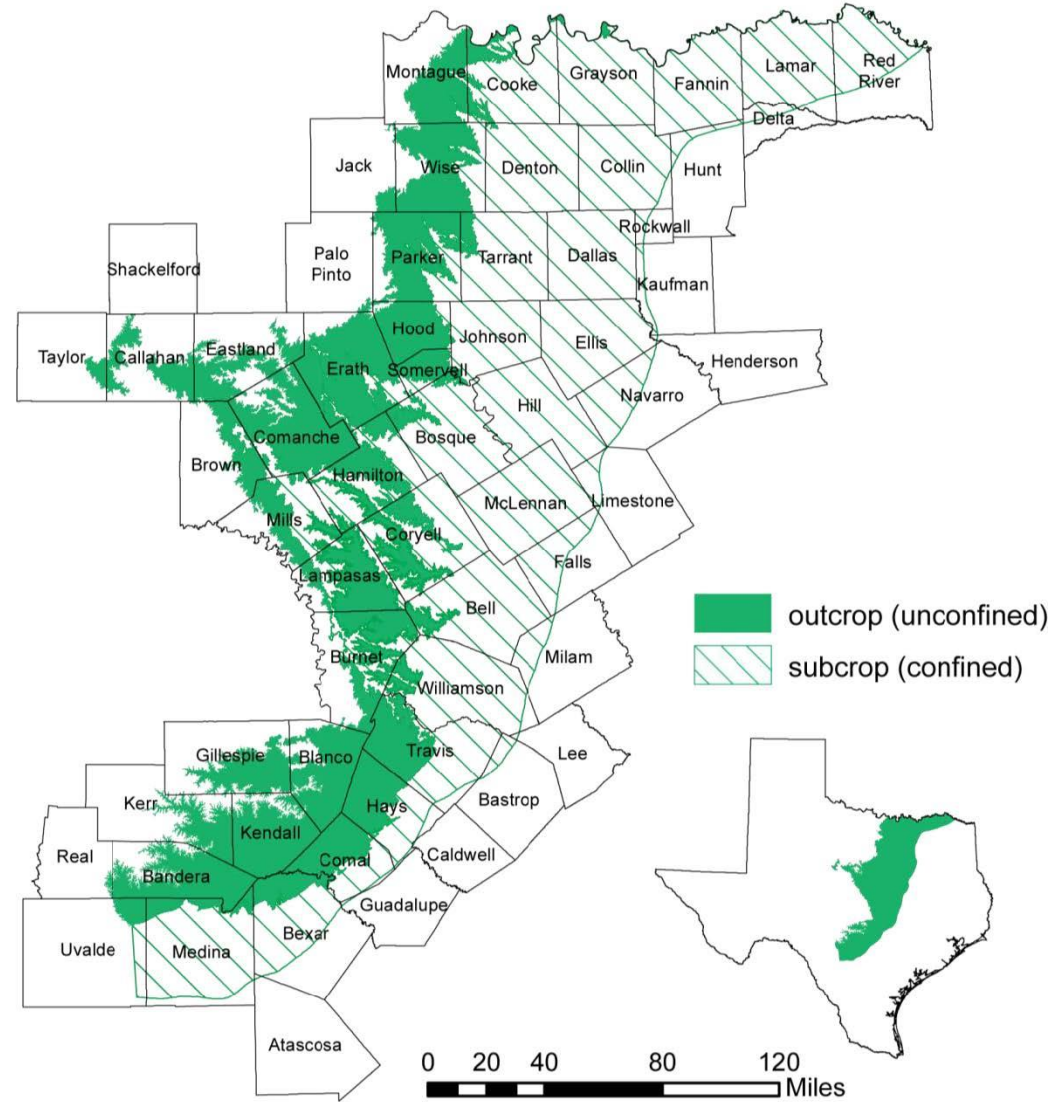 Montague
Cooke
Grayson
Fannin
Lamar
Red
River
Delta
Jack
Wise
Denton
Collin
Hunt
Rockwall
Shackelford
Palo
Pinto
Parker
Tarrant
Dallas
Kaufman
Taylor
Callahan
Eastland
Hood
Erath
Somervell
Johnson
Ellis
Henderson
Navarro
Hill
Comanche
Bosque
Brown
Hamilton
McLennan
Limestone
Mills
Coryell
Falls
Lampasas
Bell
outcrop (unconfined)
Milam
subcrop (confined)
Burnet
Williamson
Gillespie
Blanco
Travis
Lee
Kerr
Hays
Bastrop
Kendall
Real
Comal
Caldwell
Bandera
Guadalupe
Uvalde
Medina
Bexar
Atascosa
0 20 40 80 120
Miles